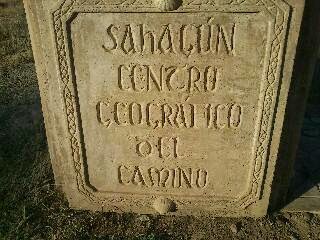 SAHAGÚN
CENTRO
GEOGRÁFICO
DEL
CAMINO